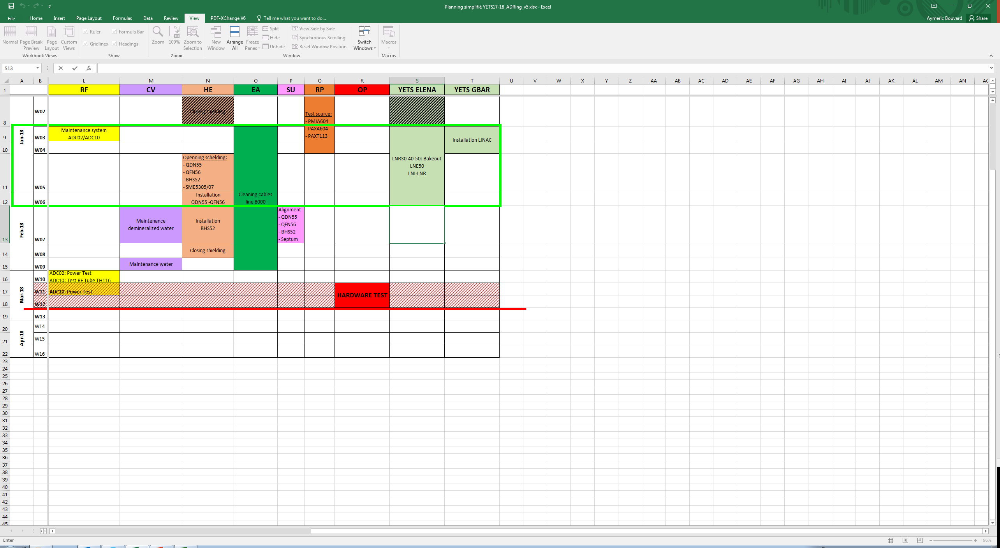 Planning simplifié YETS17-18_ADRing_v5.xlsx - Excel
File Home Insert Page Layout Formulas Data Review View PDF-XChange V6 Tell me what you want to do... Aymeric Bouvard Share
Normal
Page Break Preview
Page Layout
Custom Views
Workbook Views
Ruler
Formula Bar
Gridlines
Headings
Show
Zoom
100%
Zoom to Selection
Zoom
New Window
Arrange All
Freeze Panes
Split
Hide
Unhide
View Side by Side
Synchronous Scrolling
Reset Window Position
Window
Switch Windows
Macros
Macros
S13
fx
A B L M N O P Q R S T U V W X Y Z AA AB AC AD AE AF AG AH AI AJ AK AL AM AN AO
1 RF CV HE EA SU RP OP YETS ELENA YETS GBAR
8 W02
Closing shielding
Test source:
- PMIA604
- PAXA604
- PAXT113
Jan-18
9 W03
Maintenance system
ADC02/ADC10
Installation LINAC
10 W04
11 W05
Openning schelding:
- QDN55
- QFN56
- BHS52
- SME5305/07
LNR30-40-50: Bakeout
LNE50
LNI-LNR
12 W06
Installation
QDN55 -QFN56
Cleaning cables
line 8000
Feb-18
13 W07
Maintenance
demineralized water
Installation
BHS52
Alignment
- QDN55
- QFN56
- BHS52
- Septum
14 W08
Closing shielding
15 W09
Maintenance water
Mar-18
16 W10
ADC02: Power Test
ADC10: Test RF Tube TH116
17 W11
ADC10: Power Test
HARDWARE TEST
18 W12
19 W13
Apr-18
20 W14
21 W15
22 W16
23
24
25
26
27
28
29
30
31
32
33
34
35
36
37
38
39
40
41
42
43
44
45
Enter
96%